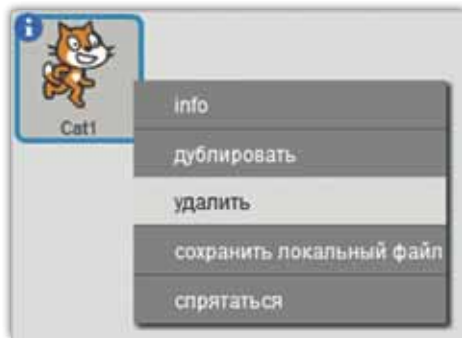 i
Cat1
info
дублировать
удалить
сохранить локальный файл
спрятаться